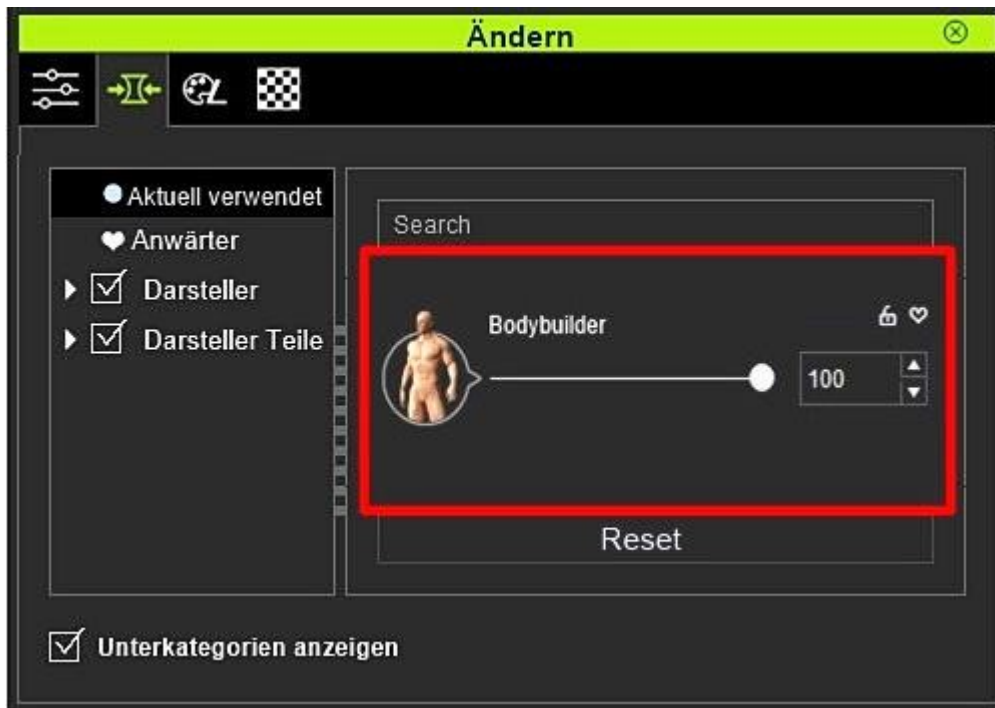 Ändern
Aktuell verwendet
Anwärter
Darsteller
Darsteller Teile
Search
Bodybuilder
100
Reset
Unterkategorien anzeigen